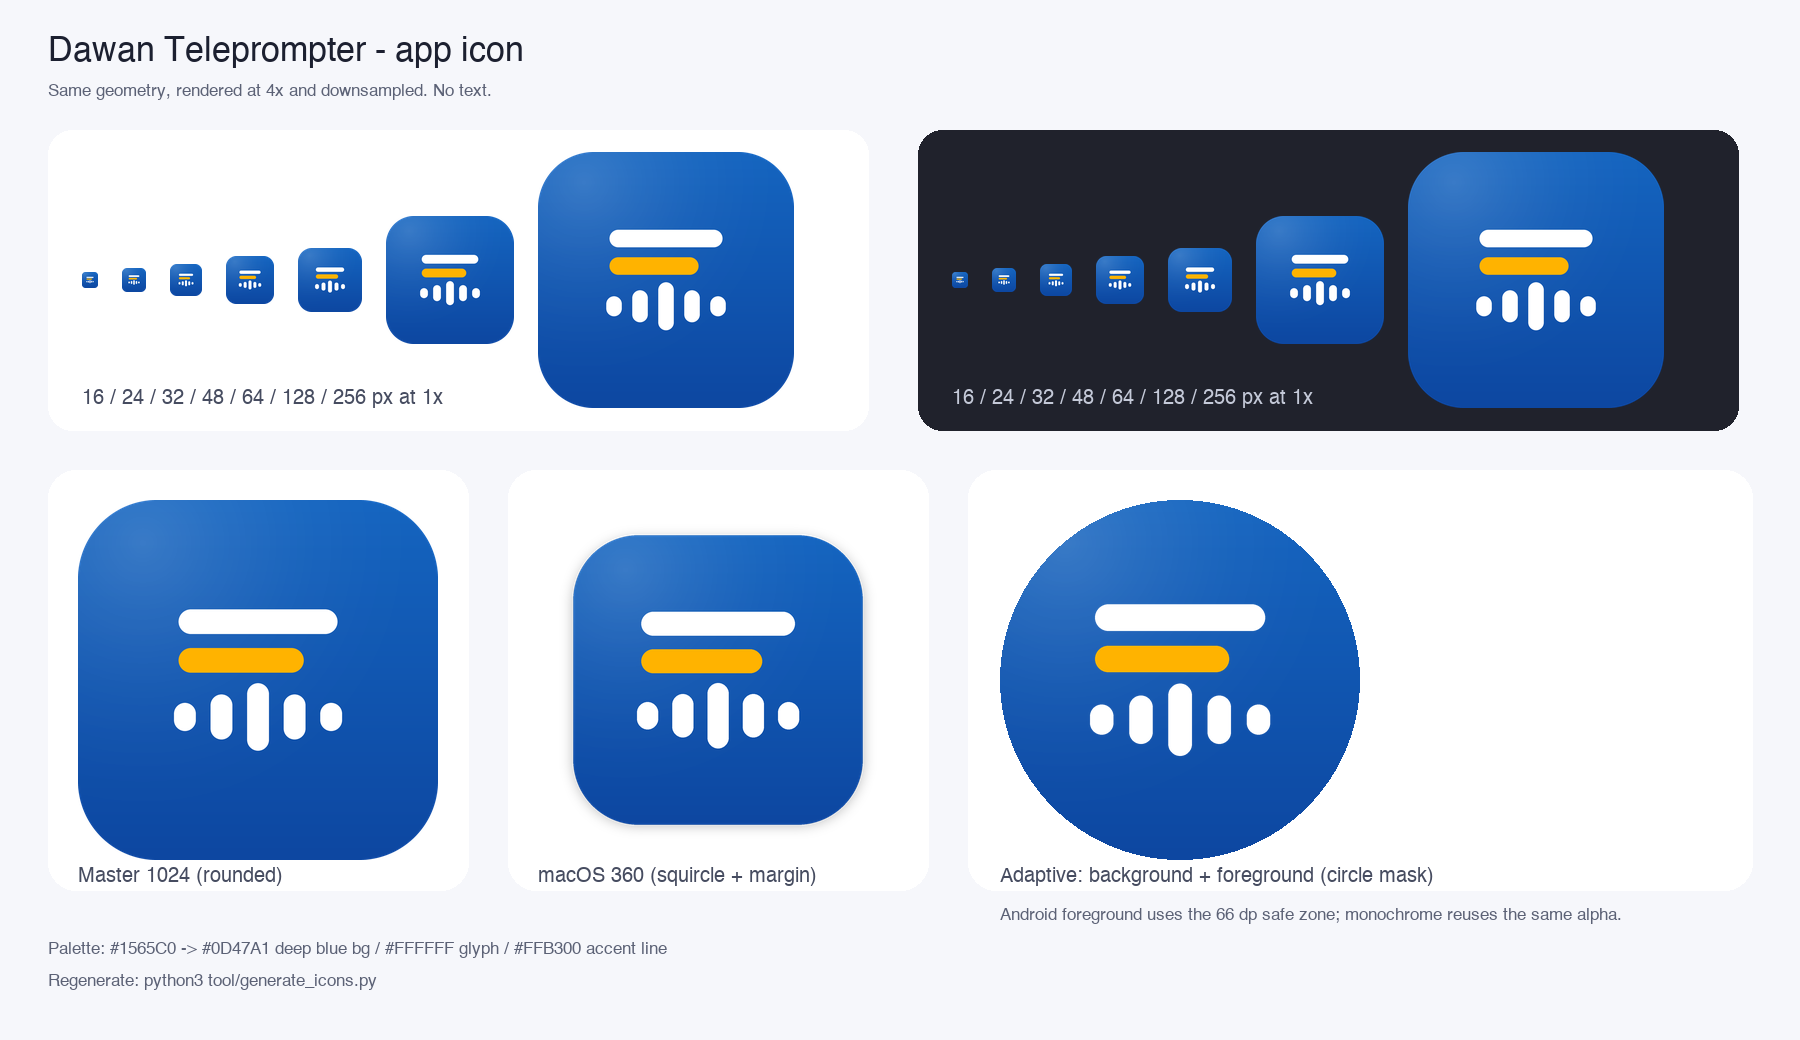 Dawan Teleprompter - app icon
Same geometry, rendered at 4x and downsampled. No text.
16 / 24 / 32 / 48 / 64 / 128 / 256 px at 1x
16 / 24 / 32 / 48 / 64 / 128 / 256 px at 1x
Master 1024 (rounded)
macOS 360 (squircle + margin)
Adaptive: background + foreground (circle mask)
Android foreground uses the 66 dp safe zone; monochrome reuses the same alpha.
Palette: #1565C0 -> #0D47A1 deep blue bg / #FFFFFF glyph / #FFB300 accent line
Regenerate: python3 tool/generate_icons.py